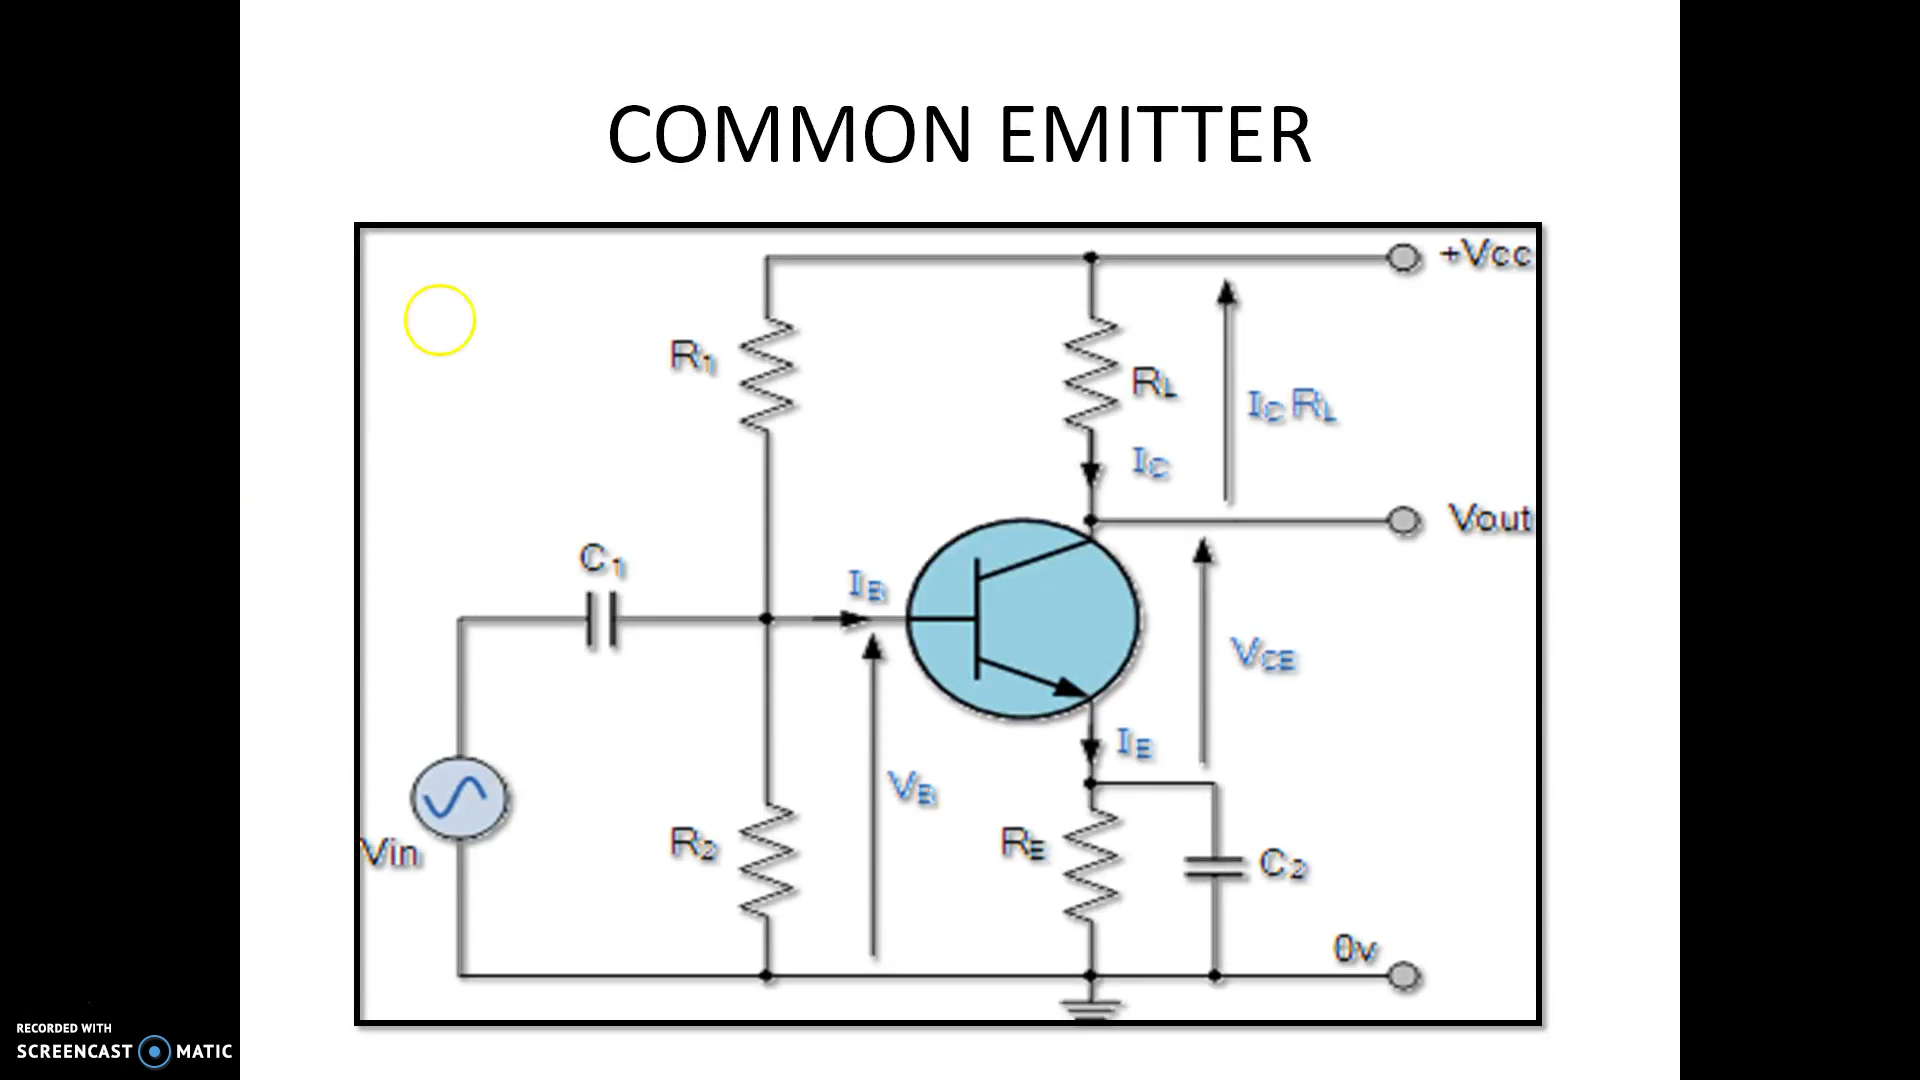 COMMON EMITTER
+Vcc
R1
RL
IC RL
IC
Vout
C1
IB
VCE
IE
VB
Vin
R2
RE
C2
0v
RECORDED WITH
SCREENCAST MATIC